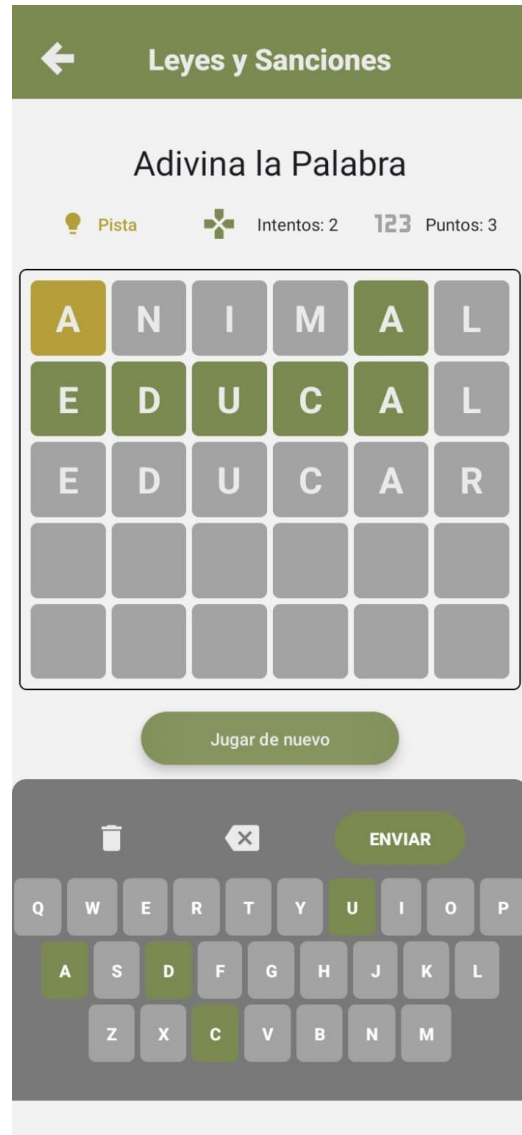 Leyes y Sanciones
Adivina la Palabra
Pista Intentos: 2 123 Puntos: 3
A N I M A L
E D U C A L
E D U C A R
Jugar de nuevo
ENVIAR
Q W E R T Y U I O P
A S D F G H J K L
Z X C V B N M